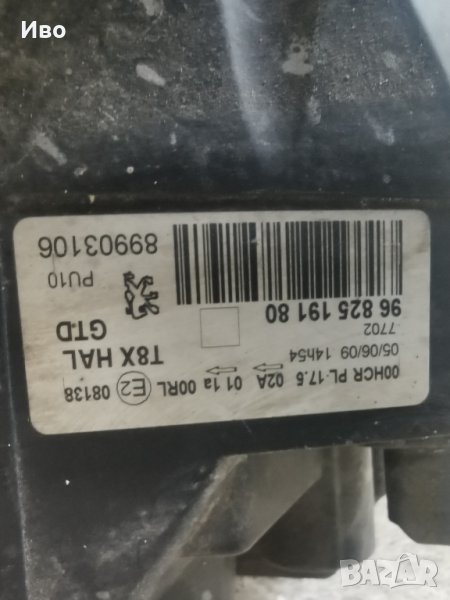 Иво
00HCR PL 17.5 02A 01 1a 00RL E2 08138
05/06/09 14h54
T8X HAL
7702
GTD
96 825 191 80
PU10
89903106
BAZAR